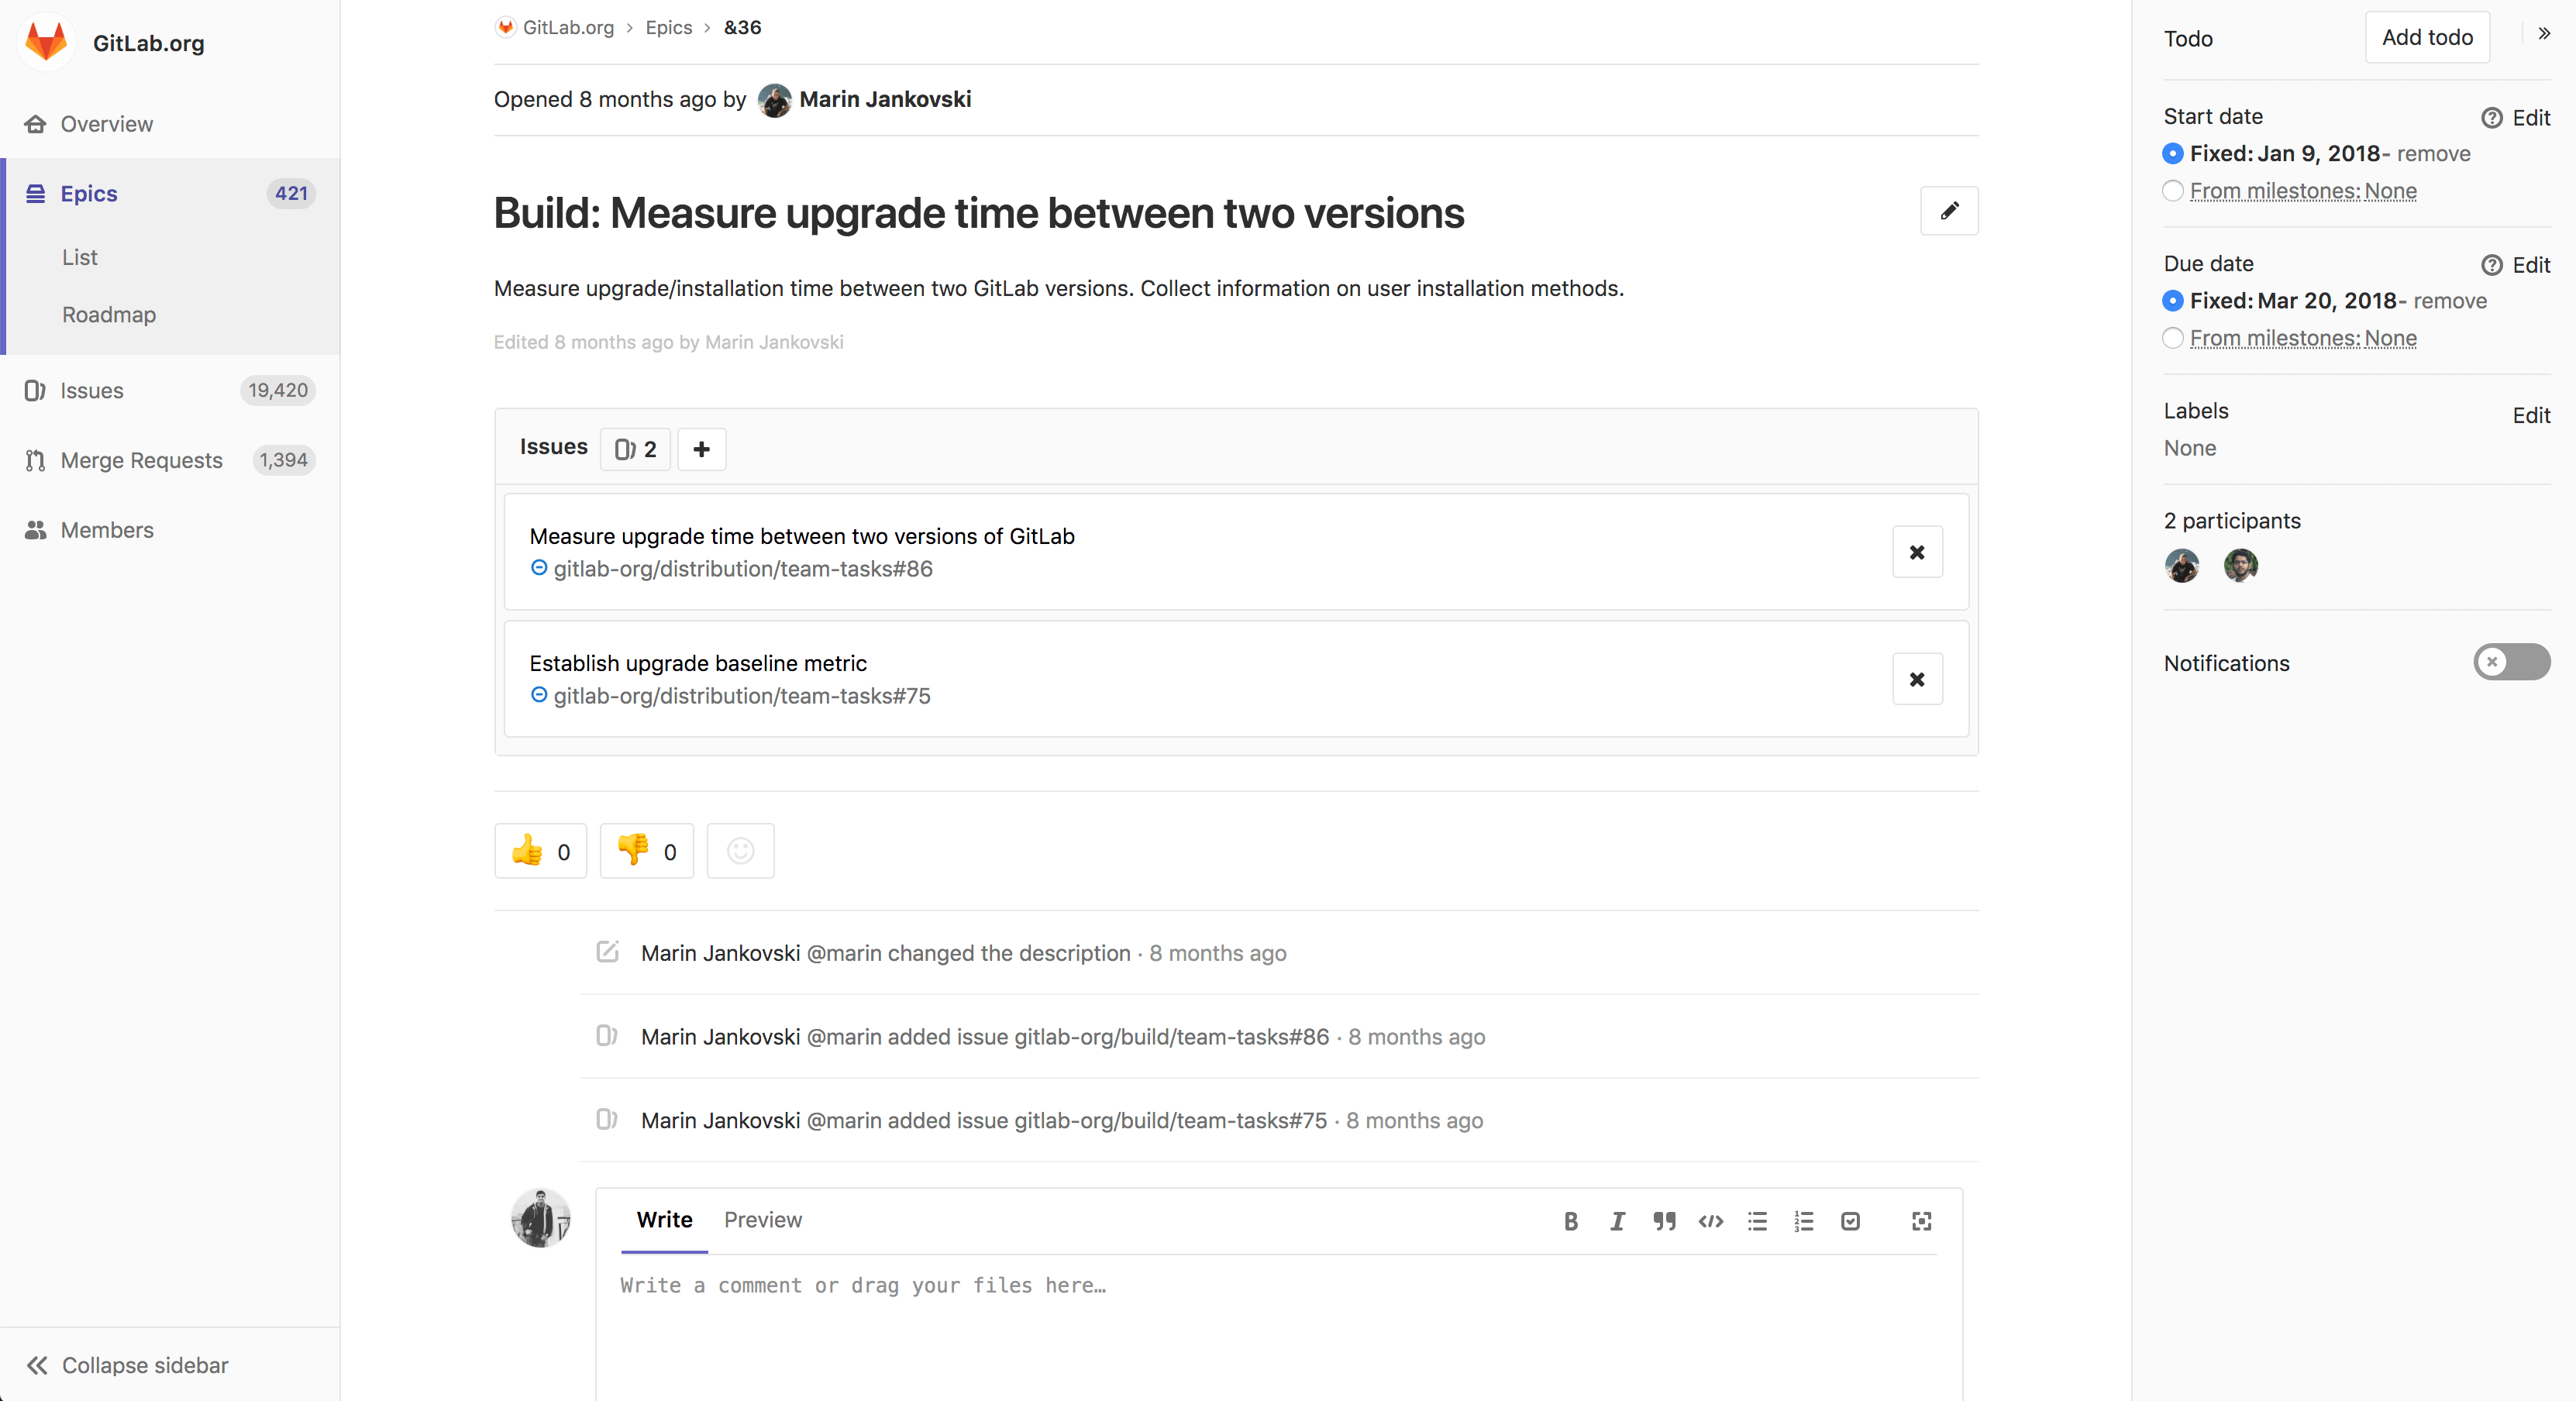 GitLab.org
Overview
Epics 421
List
Roadmap
Issues 19,420
Merge Requests 1,394
Members
Collapse sidebar
GitLab.org › Epics › &36
Opened 8 months ago by Marin Jankovski
Build: Measure upgrade time between two versions
Measure upgrade/installation time between two GitLab versions. Collect information on user installation methods.
Edited 8 months ago by Marin Jankovski
Issues 2
Measure upgrade time between two versions of GitLab
gitlab-org/distribution/team-tasks#86
Establish upgrade baseline metric
gitlab-org/distribution/team-tasks#75
0 0
Marin Jankovski @marin changed the description · 8 months ago
Marin Jankovski @marin added issue gitlab-org/build/team-tasks#86 · 8 months ago
Marin Jankovski @marin added issue gitlab-org/build/team-tasks#75 · 8 months ago
Write Preview
Write a comment or drag your files here…
Todo Add todo
Start date Edit
Fixed: Jan 9, 2018- remove
From milestones: None
Due date Edit
Fixed: Mar 20, 2018- remove
From milestones: None
Labels Edit
None
2 participants
Notifications